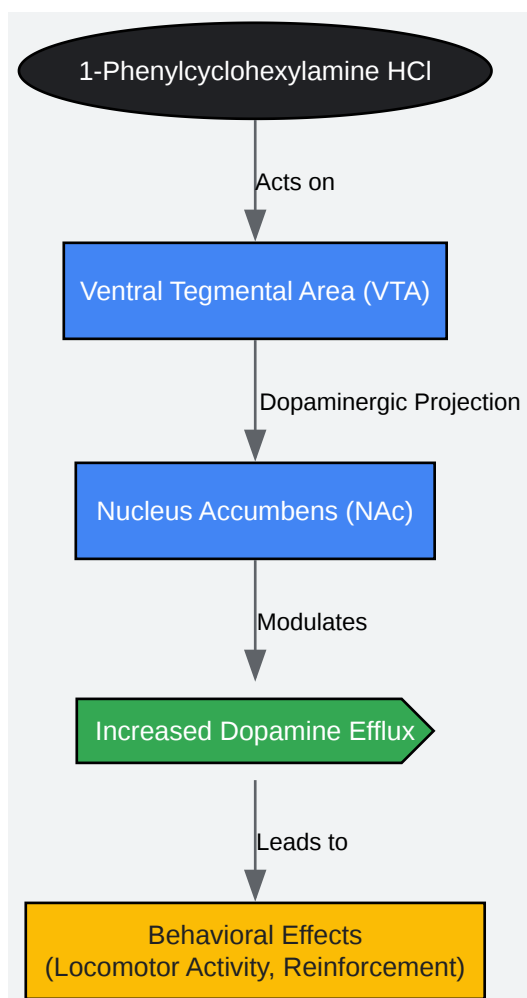 1-Phenylcyclohexylamine HCl
Acts on
Ventral Tegmental Area (VTA)
Dopaminergic Projection
Nucleus Accumbens (NAc)
Modulates
Increased Dopamine Efflux
Leads to
Behavioral Effects
(Locomotor Activity, Reinforcement)